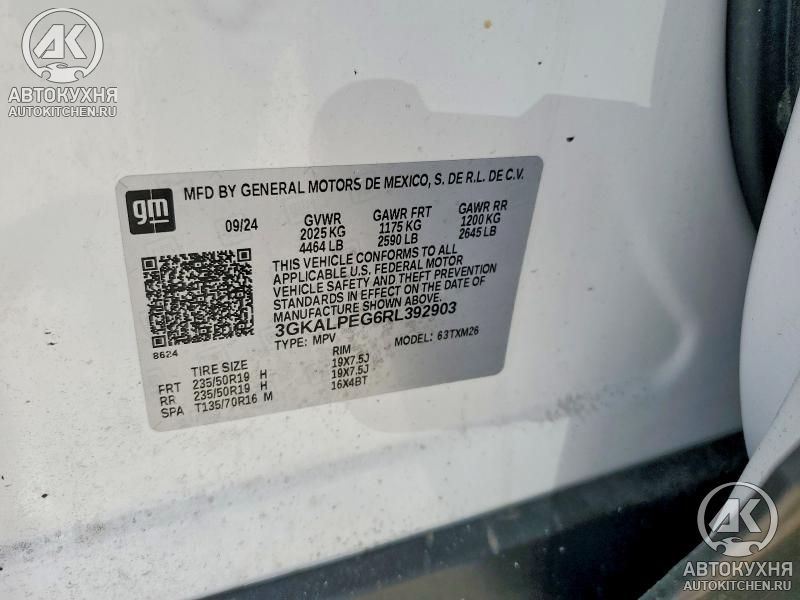 AK
АВТОКУХНЯ
AUTOKITCHEN.RU
gm
MFD BY GENERAL MOTORS DE MEXICO, S. DE R.L. DE C.V.
09/24 GVWR GAWR FRT GAWR RR
2025 KG 1175 KG 1200 KG
4464 LB 2590 LB 2645 LB
THIS VEHICLE CONFORMS TO ALL
APPLICABLE U.S. FEDERAL MOTOR
VEHICLE SAFETY AND THEFT PREVENTION
STANDARDS IN EFFECT ON THE DATE OF
MANUFACTURE SHOWN ABOVE.
3GKALPEG6RL392903
8624 TYPE: MPV MODEL: 63TXM26
TIRE SIZE RIM
FRT 235/50R19 H 19X7.5J
RR 235/50R19 H 19X7.5J
SPA T135/70R16 M 16X4BT
AK
АВТОКУХНЯ
AUTOKITCHEN.RU